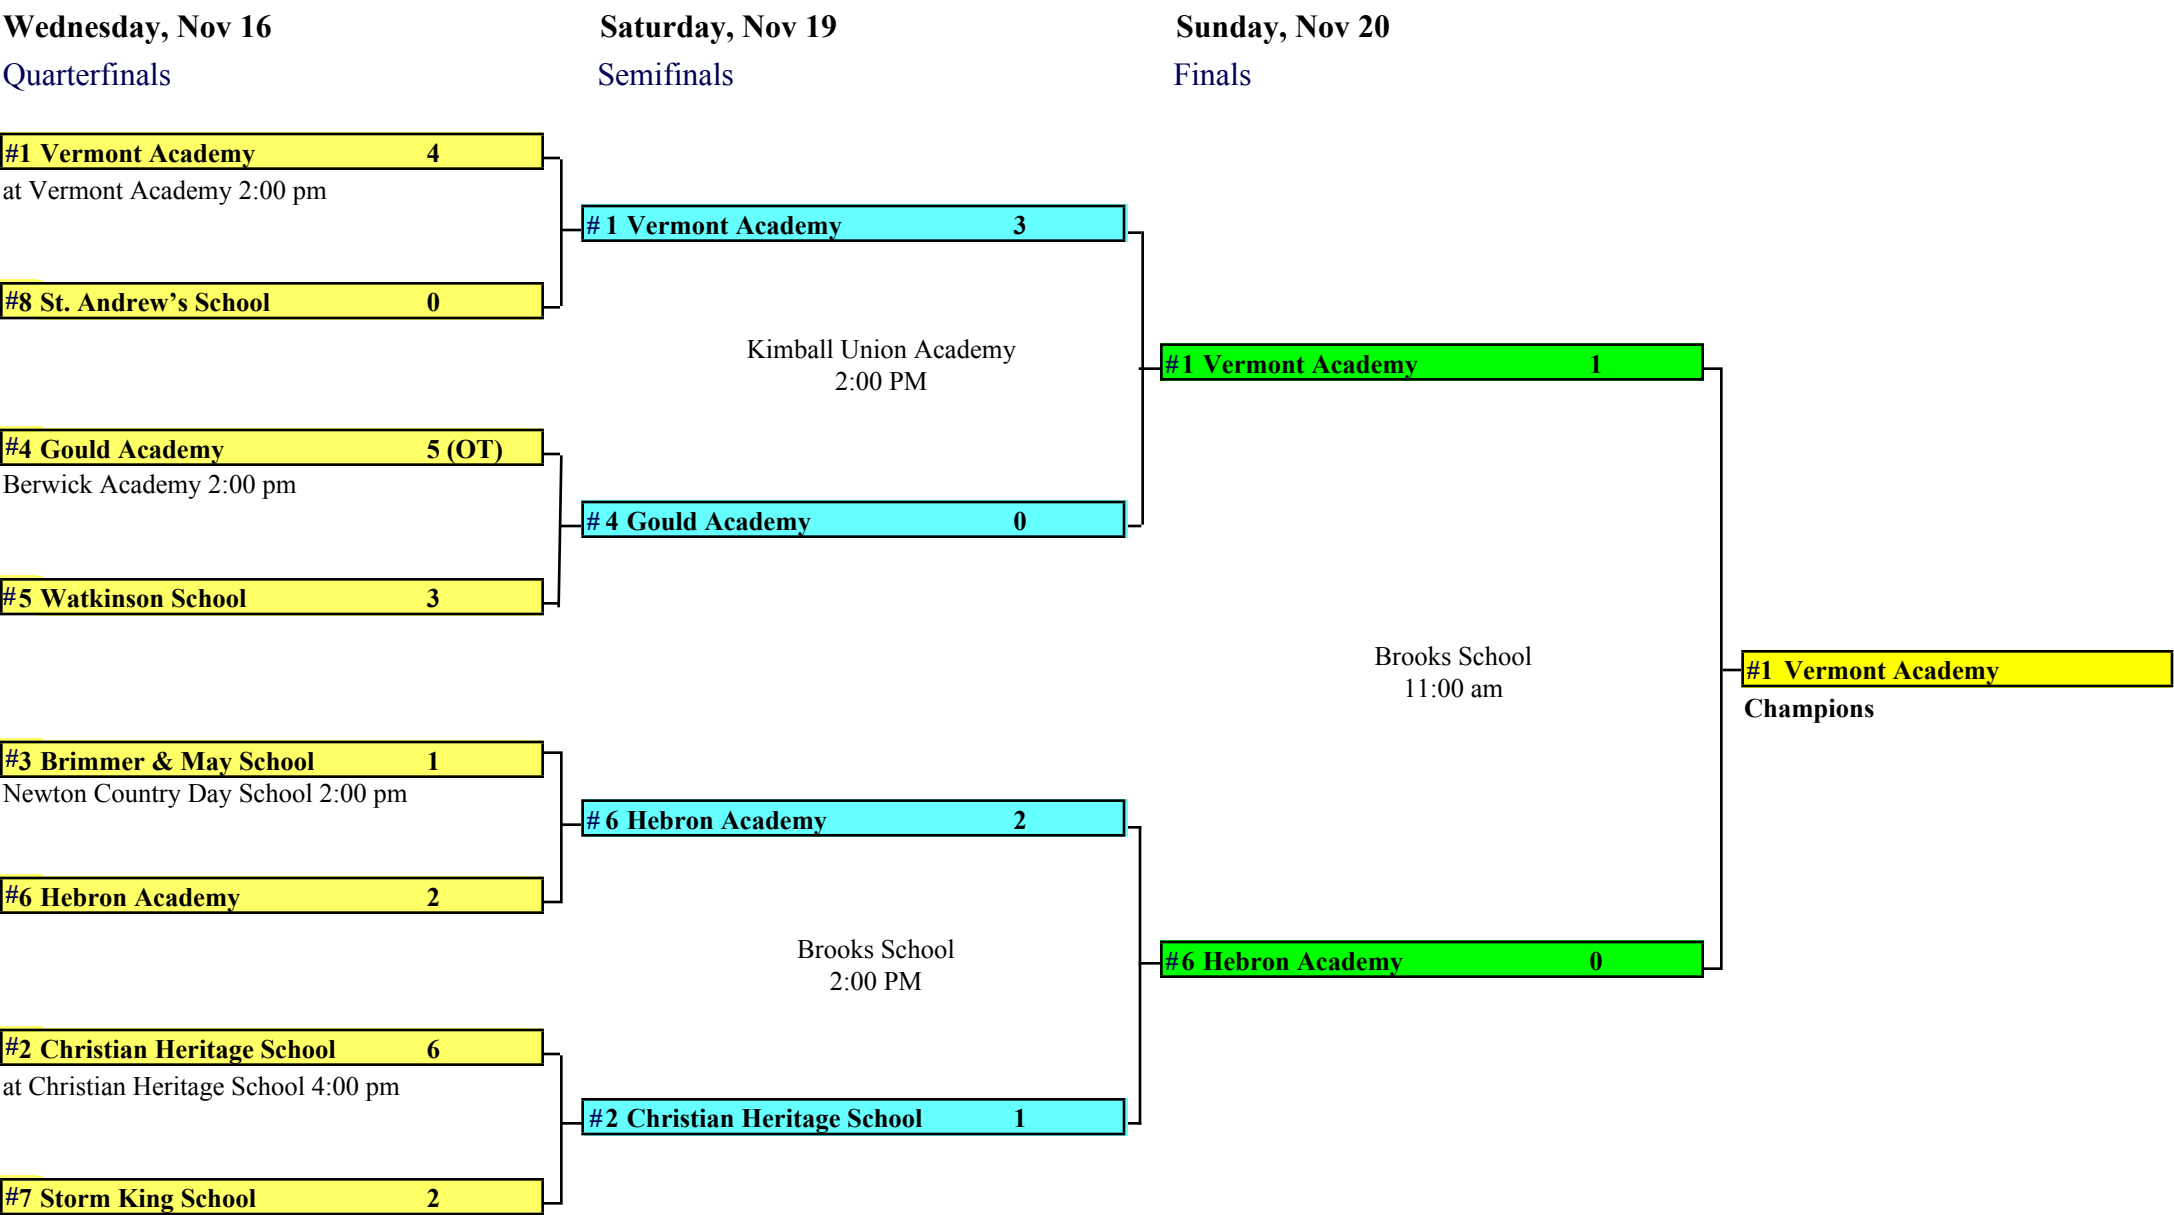 Wednesday, Nov 16
Quarterfinals
#1 Vermont Academy 4
at Vermont Academy 2:00 pm
#8 St. Andrew’s School 0
#4 Gould Academy 5 (OT)
Berwick Academy 2:00 pm
#5 Watkinson School 3
#3 Brimmer & May School 1
Newton Country Day School 2:00 pm
#6 Hebron Academy 2
#2 Christian Heritage School 6
at Christian Heritage School 4:00 pm
#7 Storm King School 2
Saturday, Nov 19
Semifinals
# 1 Vermont Academy 3
Kimball Union Academy
2:00 PM
# 4 Gould Academy 0
# 6 Hebron Academy 2
Brooks School
2:00 PM
#2 Christian Heritage School 1
Sunday, Nov 20
Finals
#1 Vermont Academy 1
Brooks School
11:00 am
#6 Hebron Academy 0
#1 Vermont Academy
Champions